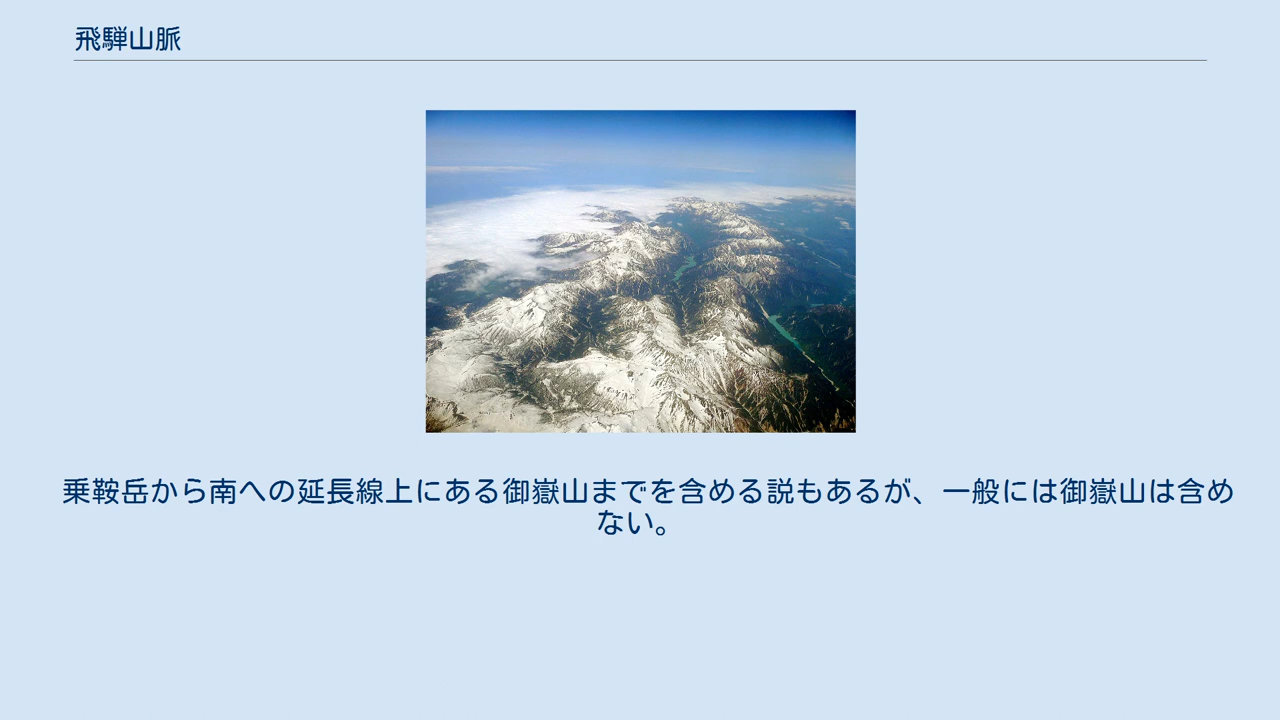 飛騨山脈
乗鞍岳から南への延長線上にある御嶽山までを含める説もあるが、一般には御嶽山は含め
ない。